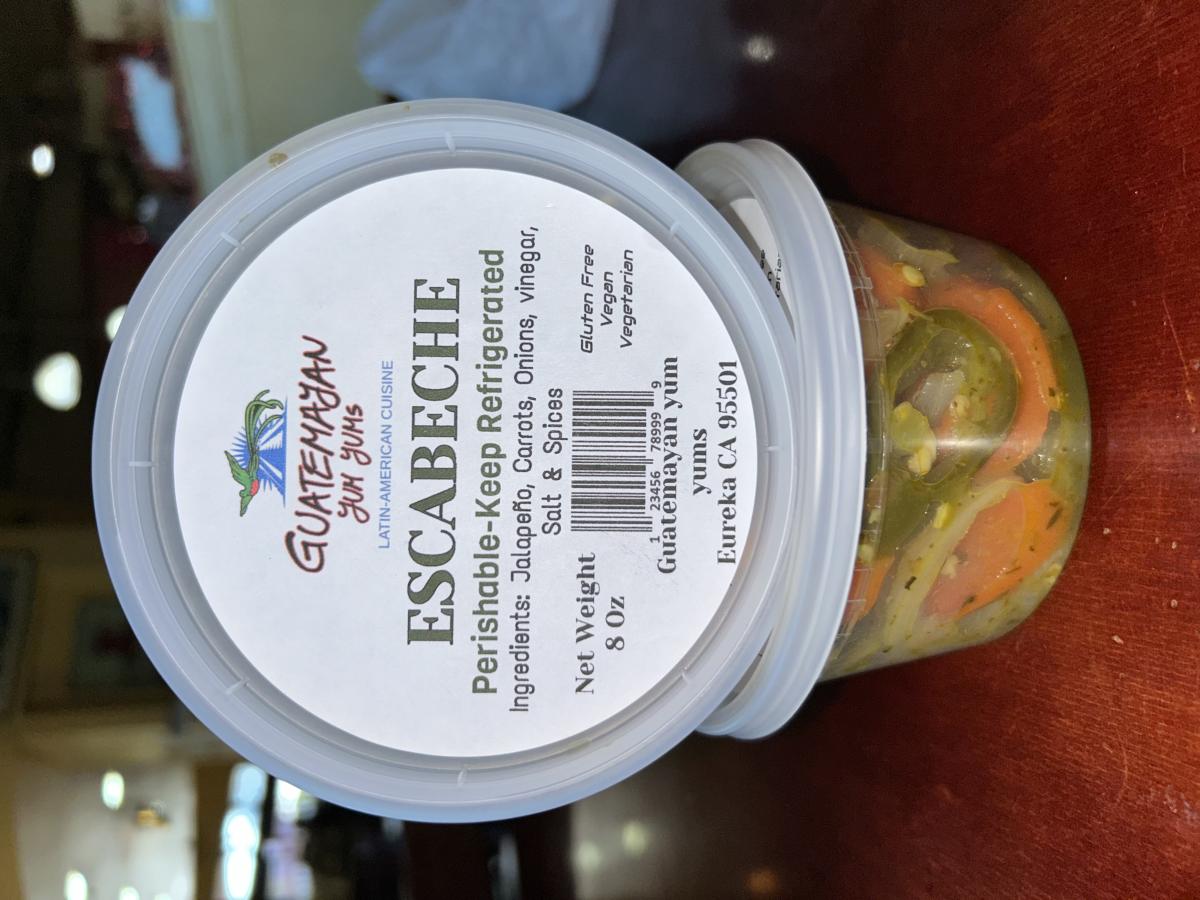 GUATEMAYAN
YUM YUMs
LATIN-AMERICAN CUISINE
ESCABECHE
Perishable-Keep Refrigerated
Ingredients: Jalapeño, Carrots, Onions, vinegar,
Salt & Spices
Net Weight
8 Oz
1 23456 78999 9
Gluten Free
Vegan
Vegetarian
Guatemayan yum
yums
Eureka CA 95501